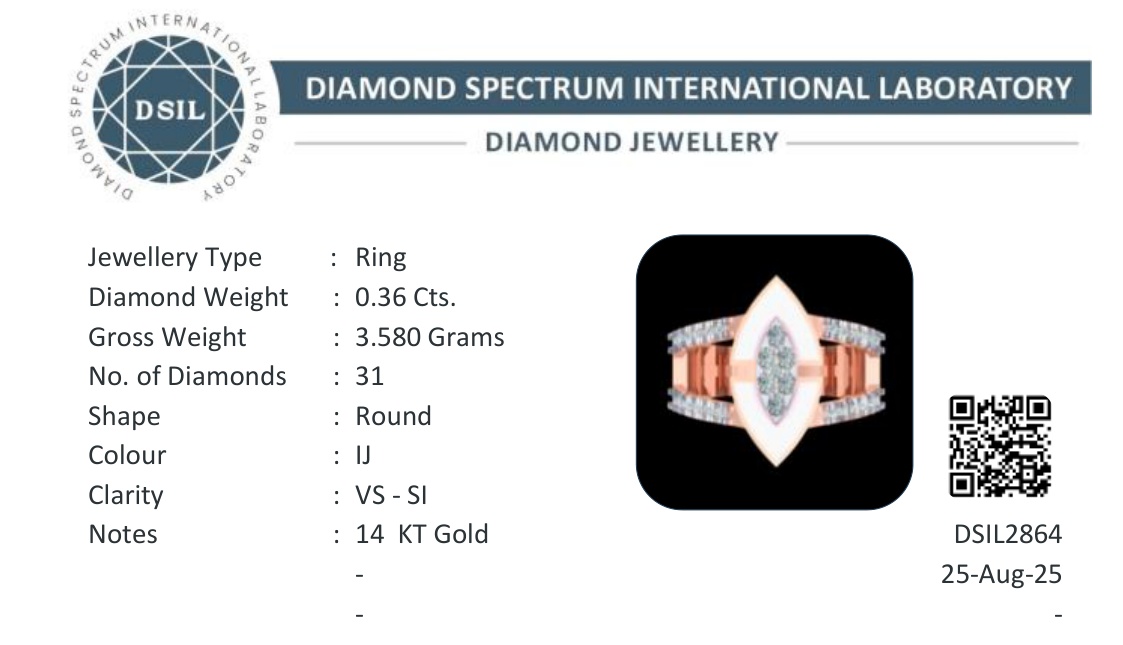 DIAMOND SPECTRUM INTERNATIONAL LABORATORY
DSIL
DIAMOND SPECTRUM INTERNATIONAL LABORATORY
DIAMOND JEWELLERY
Jewellery Type : Ring
Diamond Weight : 0.36 Cts.
Gross Weight : 3.580 Grams
No. of Diamonds : 31
Shape : Round
Colour : IJ
Clarity : VS - SI
Notes : 14 KT Gold
-
-
DSIL2864
25-Aug-25
-